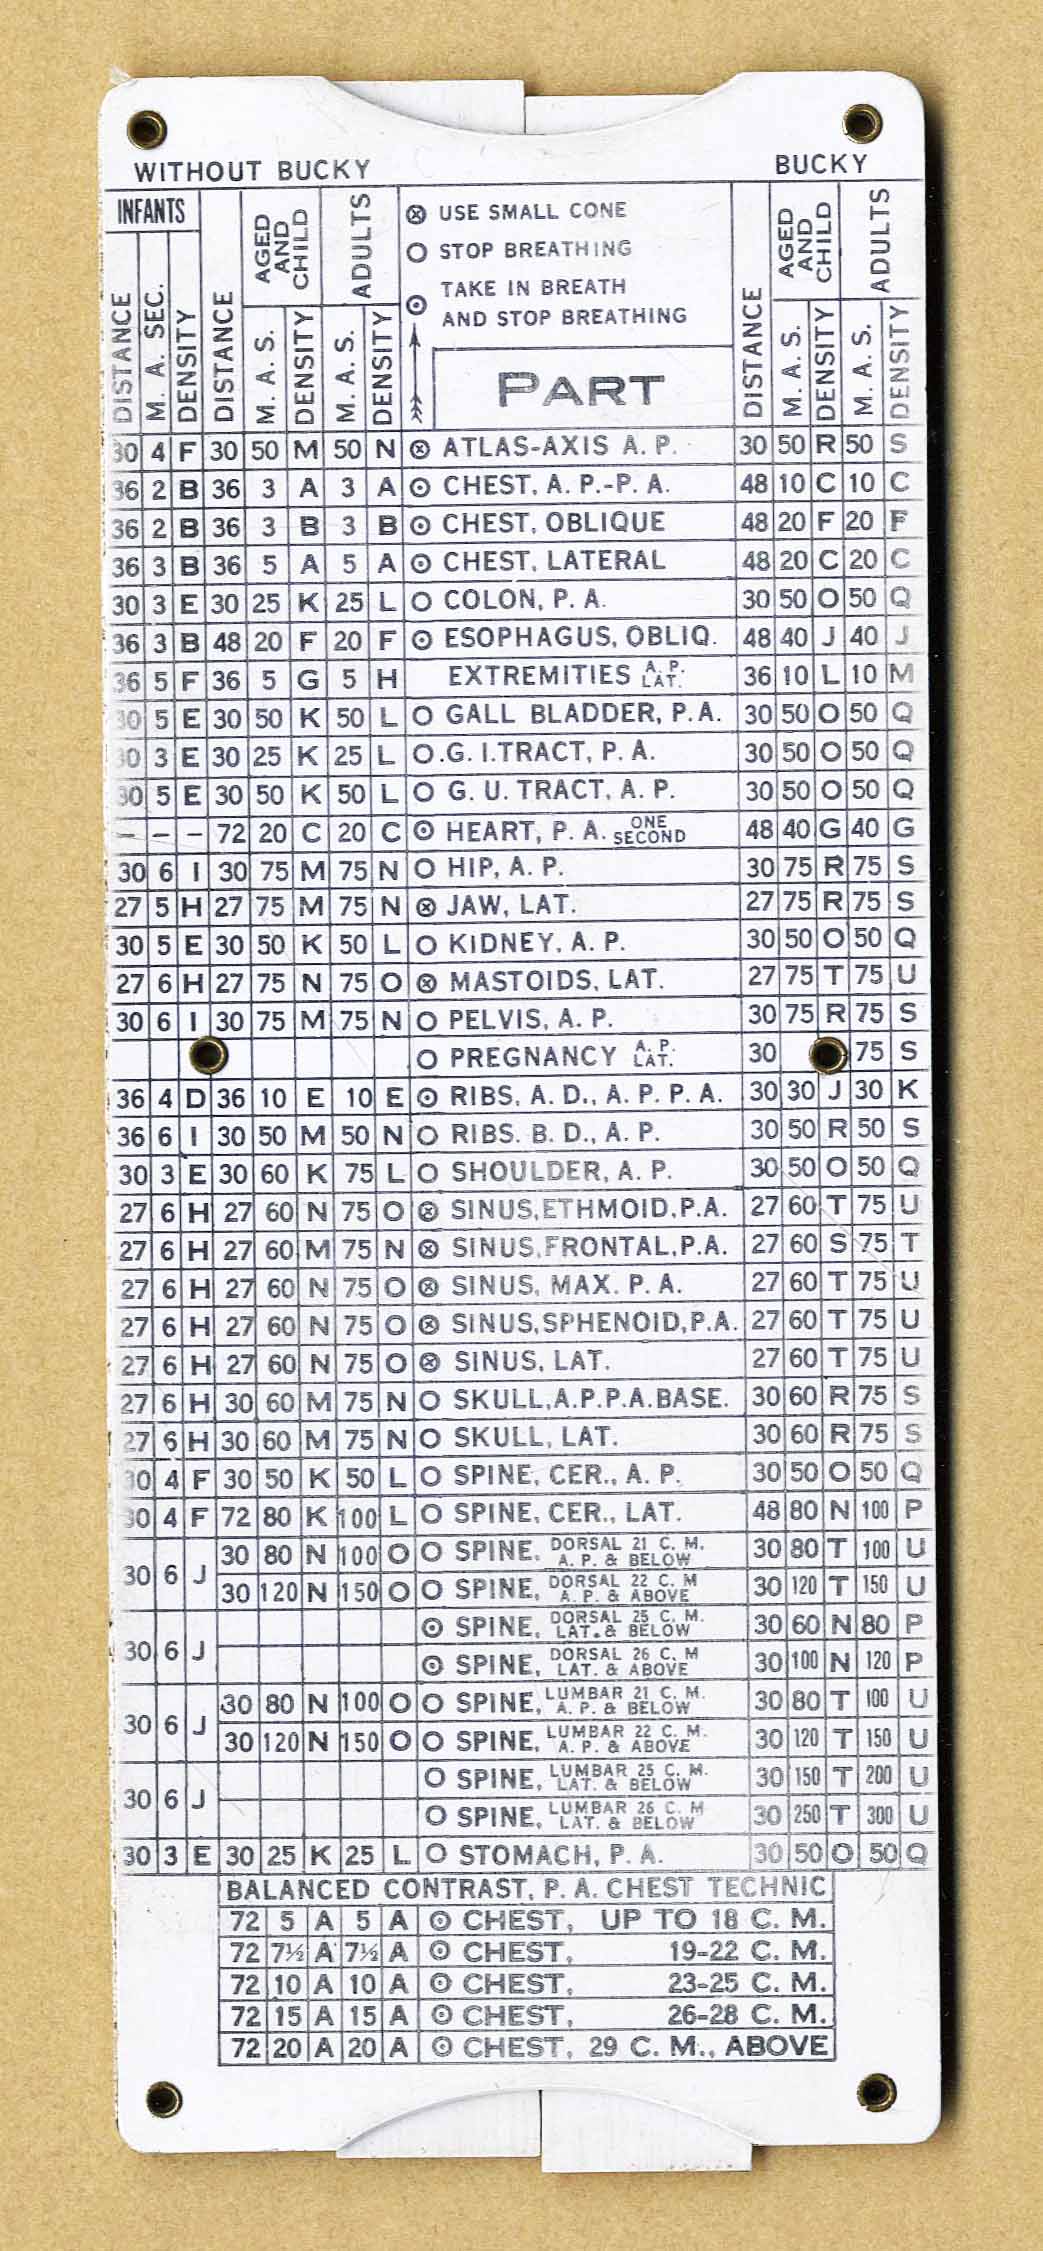 WITHOUT BUCKY BUCKY
INFANTS DISTANCE AGED AND CHILD ADULTS ⊗ USE SMALL CONE DISTANCE AGED AND CHILD ADULTS
○ STOP BREATHING
⊙ TAKE IN BREATH
AND STOP BREATHING
DISTANCE M. A. SEC. DENSITY M. A. S. DENSITY M. A. S. DENSITY PART M. A. S. DENSITY M. A. S. DENSITY
30 4 F 30 50 M 50 N ⊗ ATLAS-AXIS A. P. 30 50 R 50 S
36 2 B 36 3 A 3 A ⊙ CHEST, A. P.-P. A. 48 10 C 10 C
36 2 B 36 3 B 3 B ⊙ CHEST, OBLIQUE 48 20 F 20 F
36 3 B 36 5 A 5 A ⊙ CHEST, LATERAL 48 20 C 20 C
30 3 E 30 25 K 25 L ○ COLON, P. A. 30 50 O 50 Q
36 3 B 48 20 F 20 F ⊙ ESOPHAGUS, OBLIQ. 48 40 J 40 J
36 5 F 36 5 G 5 H EXTREMITIES A. P. LAT. 36 10 L 10 M
30 5 E 30 50 K 50 L ○ GALL BLADDER, P.A. 30 50 O 50 Q
30 3 E 30 25 K 25 L ○ .G. I. TRACT, P. A. 30 50 O 50 Q
30 5 E 30 50 K 50 L ○ G. U. TRACT, A. P. 30 50 O 50 Q
– – – 72 20 C 20 C ⊙ HEART, P. A. ONE SECOND 48 40 G 40 G
30 6 I 30 75 M 75 N ○ HIP, A. P. 30 75 R 75 S
27 5 H 27 75 M 75 N ⊗ JAW, LAT. 27 75 R 75 S
30 5 E 30 50 K 50 L ○ KIDNEY, A. P. 30 50 O 50 Q
27 6 H 27 75 N 75 O ⊗ MASTOIDS, LAT. 27 75 T 75 U
30 6 I 30 75 M 75 N ○ PELVIS, A. P. 30 75 R 75 S
○ PREGNANCY A. P. LAT. 30 75 S
36 4 D 36 10 E 10 E ⊙ RIBS, A. D., A. P. P. A. 30 30 J 30 K
36 6 I 30 50 M 50 N ○ RIBS. B. D., A. P. 30 50 R 50 S
30 3 E 30 60 K 75 L ○ SHOULDER, A. P. 30 50 O 50 Q
27 6 H 27 60 N 75 O ⊗ SINUS, ETHMOID, P.A. 27 60 T 75 U
27 6 H 27 60 M 75 N ⊗ SINUS, FRONTAL, P.A. 27 60 S 75 T
27 6 H 27 60 N 75 O ⊗ SINUS, MAX. P. A. 27 60 T 75 U
27 6 H 27 60 N 75 O ⊗ SINUS, SPHENOID, P.A. 27 60 T 75 U
27 6 H 27 60 N 75 O ⊗ SINUS, LAT. 27 60 T 75 U
27 6 H 30 60 M 75 N ○ SKULL, A.P.P.A. BASE. 30 60 R 75 S
27 6 H 30 60 M 75 N ○ SKULL, LAT. 30 60 R 75 S
30 4 F 30 50 K 50 L ○ SPINE, CER., A. P. 30 50 O 50 Q
30 4 F 72 80 K 100 L ○ SPINE, CER., LAT. 48 80 N 100 P
30 6 J 30 80 N 100 O ○ SPINE, DORSAL 21 C. M. A. P. & BELOW 30 80 T 100 U
30 120 N 150 O ○ SPINE, DORSAL 22 C. M A. P. & ABOVE 30 120 T 150 U
30 6 J ⊙ SPINE, DORSAL 25 C. M. LAT. & BELOW 30 60 N 80 P
⊙ SPINE, DORSAL 26 C. M LAT. & ABOVE 30 100 N 120 P
30 6 J 30 80 N 100 O ○ SPINE, LUMBAR 21 C. M. A. P. & BELOW 30 80 T 100 U
30 120 N 150 O ○ SPINE, LUMBAR 22 C. M. A. P. & ABOVE 30 120 T 150 U
30 6 J ○ SPINE, LUMBAR 25 C. M. LAT. & BELOW 30 150 T 200 U
○ SPINE, LUMBAR 26 C. M LAT. & BELOW 30 250 T 300 U
30 3 E 30 25 K 25 L ○ STOMACH, P. A. 30 50 O 50 Q
BALANCED CONTRAST, P. A. CHEST TECHNIC
72 5 A 5 A ⊙ CHEST, UP TO 18 C. M.
72 7½ A 7½ A ⊙ CHEST, 19-22 C. M.
72 10 A 10 A ⊙ CHEST, 23-25 C. M.
72 15 A 15 A ⊙ CHEST, 26-28 C. M.
72 20 A 20 A ⊙ CHEST, 29 C. M., ABOVE